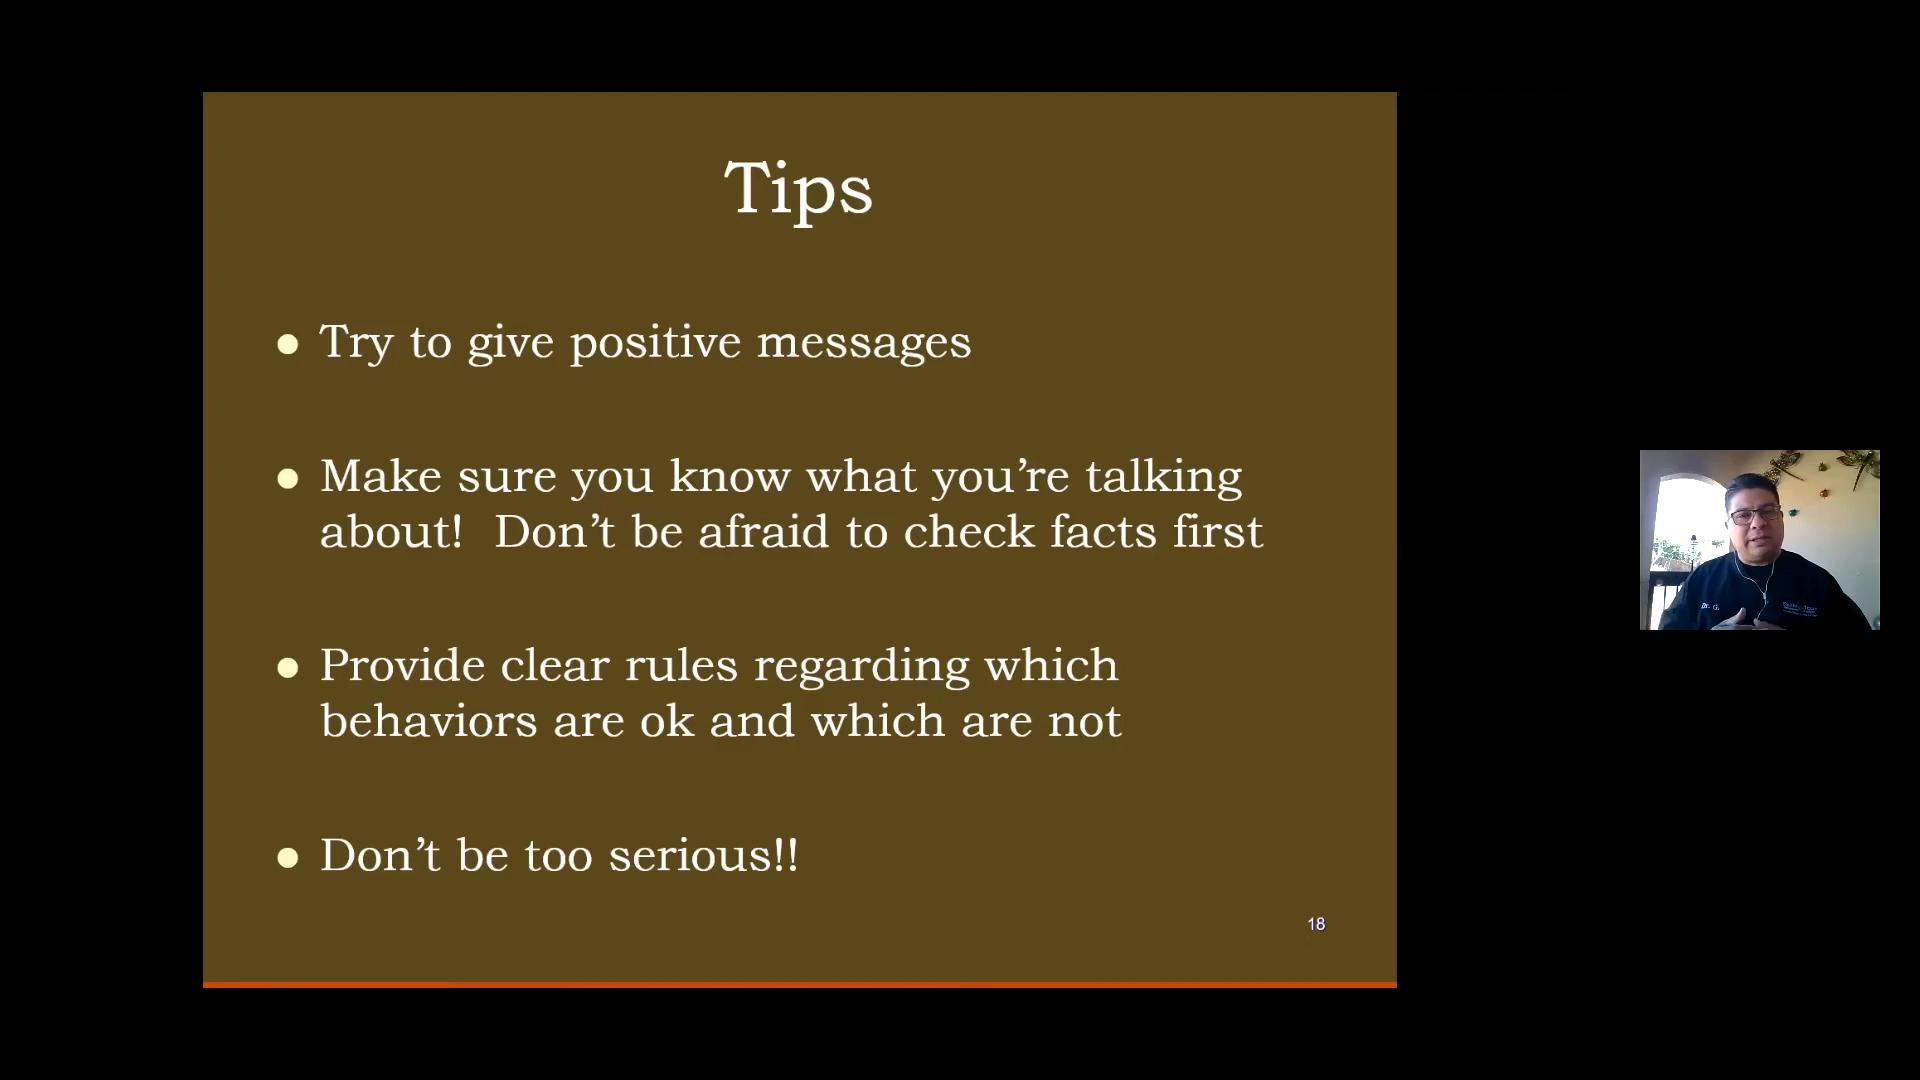 Tips
● Try to give positive messages
● Make sure you know what you’re talking
about!  Don’t be afraid to check facts first
● Provide clear rules regarding which
behaviors are ok and which are not
● Don’t be too serious!!
18
Dr. G.